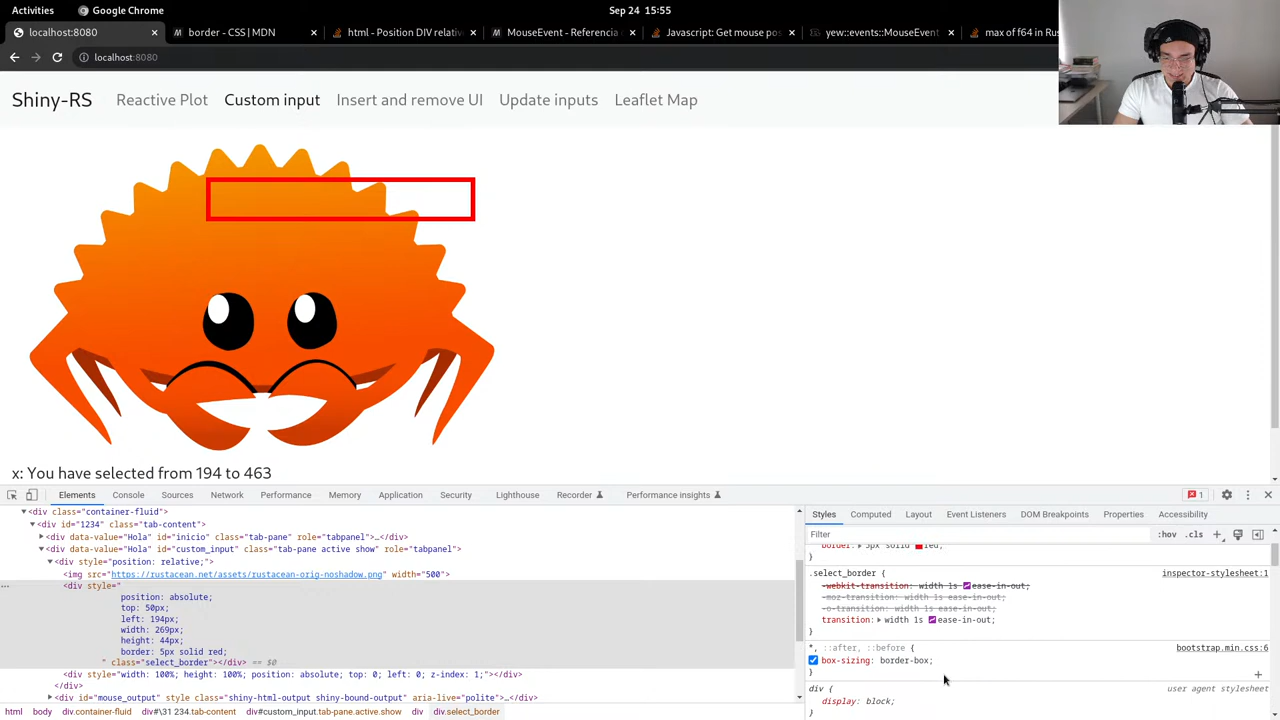 Activities
Google Chrome
Sep 24 15:55
localhost:8080
border - CSS | MDN
html - Position DIV relativ
MouseEvent - Referencia
Javascript: Get mouse pos
yew::events::MouseEvent
max of f64 in Rus
localhost:8080
Shiny-RS
Reactive Plot
Custom input
Insert and remove UI
Update inputs
Leaflet Map
x: You have selected from 194 to 463
Elements
Console
Sources
Network
Performance
Memory
Application
Security
Lighthouse
Recorder
Performance insights
1
<div class="container-fluid">
<div id="1234" class="tab-content">
<div data-value="Hola" id="inicio" class="tab-pane" role="tabpanel">…</div>
<div data-value="Hola" id="custom_input" class="tab-pane active show" role="tabpanel">
<div style="position: relative;">
<img src="https://rustacean.net/assets/rustacean-orig-noshadow.png" width="500">
<div style="
position: absolute;
top: 50px;
left: 194px;
width: 269px;
height: 44px;
border: 5px solid red;
" class="select_border"></div> == $0
<div style="width: 100%; height: 100%; position: absolute; top: 0; left: 0; z-index: 1;"></div>
</div>
<div id="mouse_output" style class="shiny-html-output shiny-bound-output" aria-live="polite">…</div>
html
body
div.container-fluid
div#\31 234.tab-content
div#custom_input.tab-pane.active.show
div
div.select_border
Styles
Computed
Layout
Event Listeners
DOM Breakpoints
Properties
Accessibility
Filter
:hov
.cls
border: 5px solid red;
}
.select_border {
inspector-stylesheet:1
-webkit-transition: width 1s ease-in-out;
-moz-transition: width 1s ease-in-out;
-o-transition: width 1s ease-in-out;
transition: width 1s ease-in-out;
}
*, ::after, ::before {
bootstrap.min.css:6
box-sizing: border-box;
}
div {
user agent stylesheet
display: block;
}